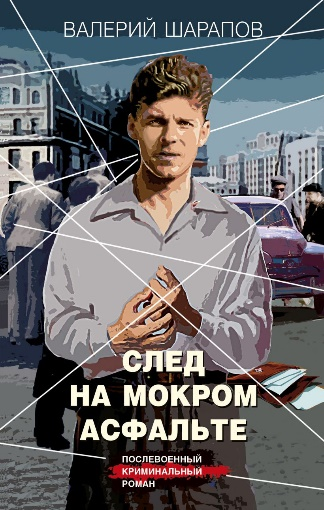 ВАЛЕРИЙ ШАРАПОВ
СЛЕД
НА МОКРОМ
АСФАЛЬТЕ
ПОСЛЕВОЕННЫЙ
КРИМИНАЛЬНЫЙ
РОМАН